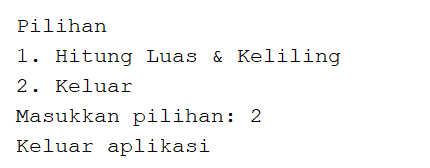 Pilihan
1. Hitung Luas & Keliling
2. Keluar
Masukkan pilihan: 2
Keluar aplikasi